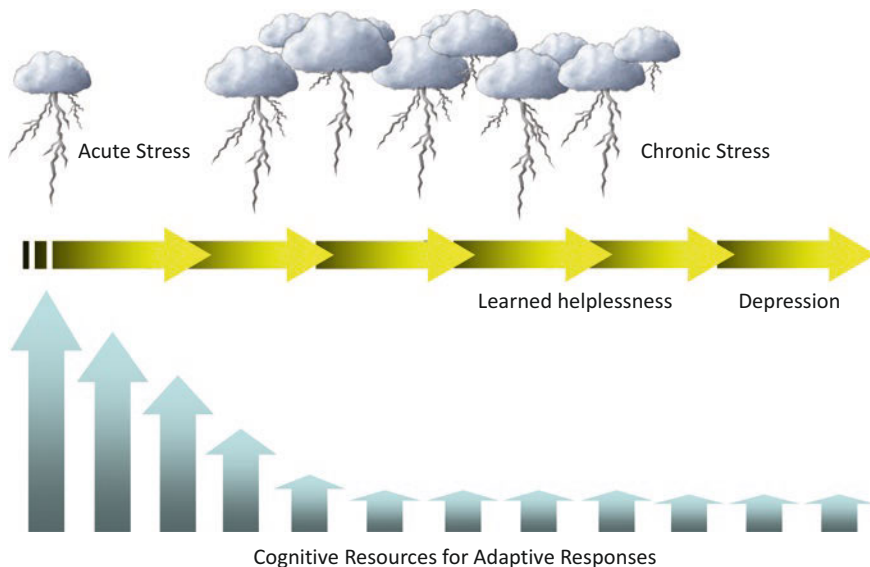 Acute Stress
Chronic Stress
Learned helplessness
Depression
Cognitive Resources for Adaptive Responses